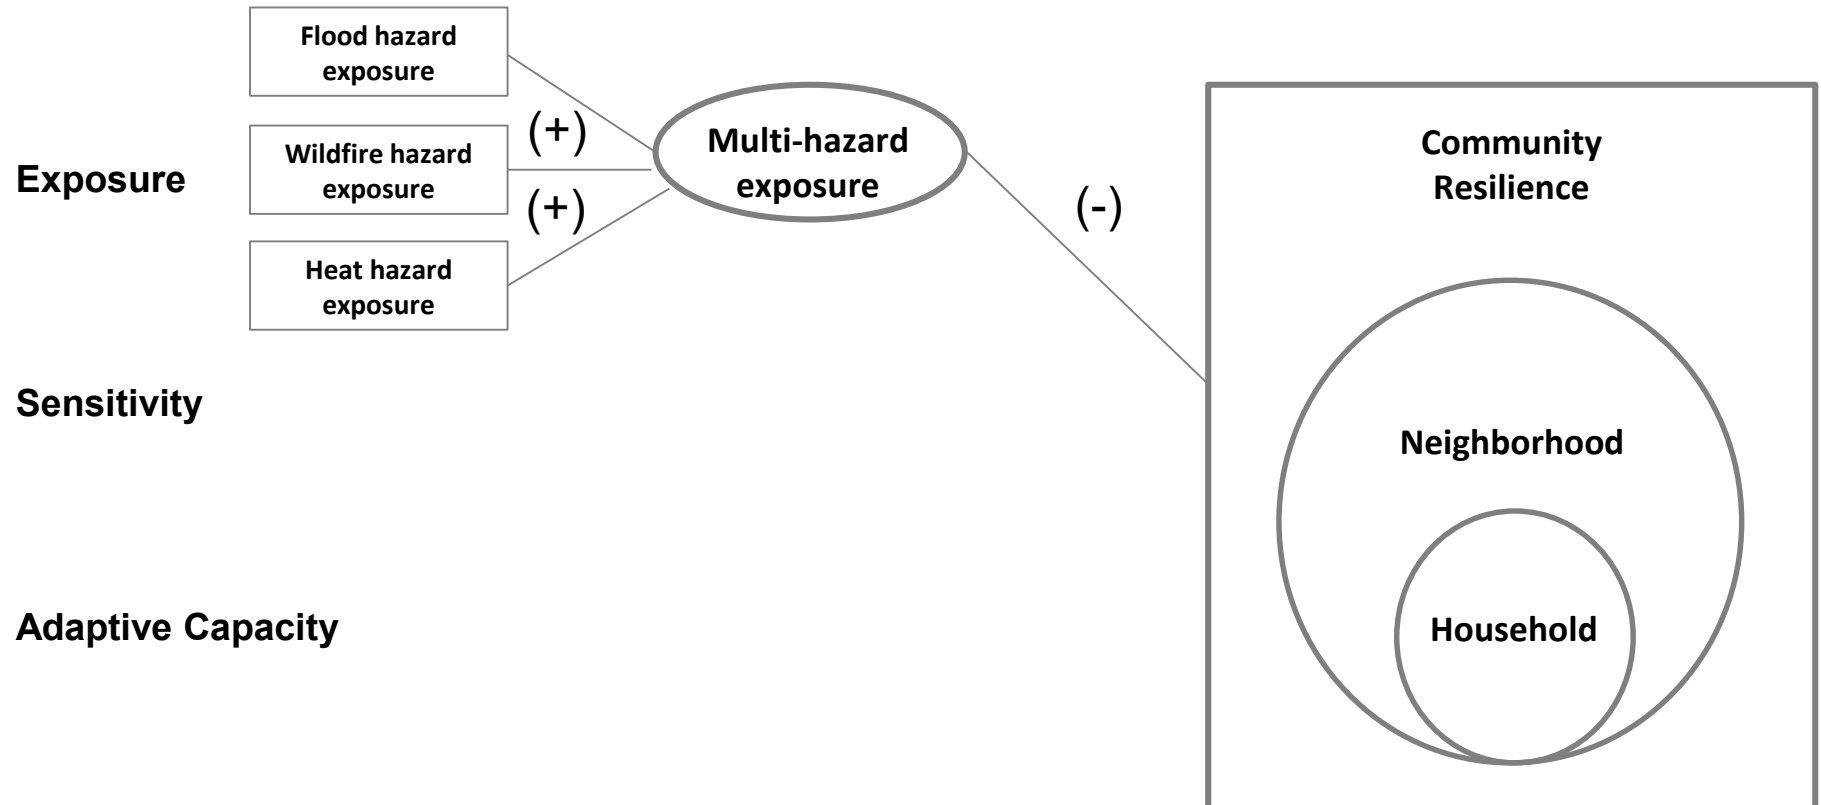 Flood hazard
exposure
Exposure
Wildfire hazard
exposure
Heat hazard
exposure
(+)
(+)
Multi-hazard
exposure
(-)
Community
Resilience
Sensitivity
Neighborhood
Adaptive Capacity
Household